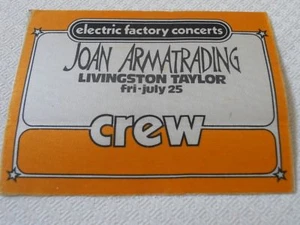 electric factory concerts
JOAN ARMATRADING
LIVINGSTON TAYLOR
fri-july 25
crew